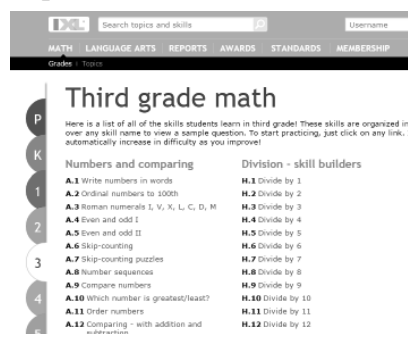 IXL
Search topics and skills
Username
MATH LANGUAGE ARTS REPORTS AWARDS STANDARDS MEMBERSHIP
Grades Topics
Third grade math
Here is a list of all of the skills students learn in third grade! These skills are organized in
over any skill name to view a sample question. To start practicing, just click on any link.
automatically increase in difficulty as you improve!
P
K
1
2
3
4
5
Numbers and comparing
A.1 Write numbers in words
A.2 Ordinal numbers to 100th
A.3 Roman numerals I, V, X, L, C, D, M
A.4 Even and odd I
A.5 Even and odd II
A.6 Skip-counting
A.7 Skip-counting puzzles
A.8 Number sequences
A.9 Compare numbers
A.10 Which number is greatest/least?
A.11 Order numbers
A.12 Comparing - with addition and
subtraction
Division - skill builders
H.1 Divide by 1
H.2 Divide by 2
H.3 Divide by 3
H.4 Divide by 4
H.5 Divide by 5
H.6 Divide by 6
H.7 Divide by 7
H.8 Divide by 8
H.9 Divide by 9
H.10 Divide by 10
H.11 Divide by 11
H.12 Divide by 12